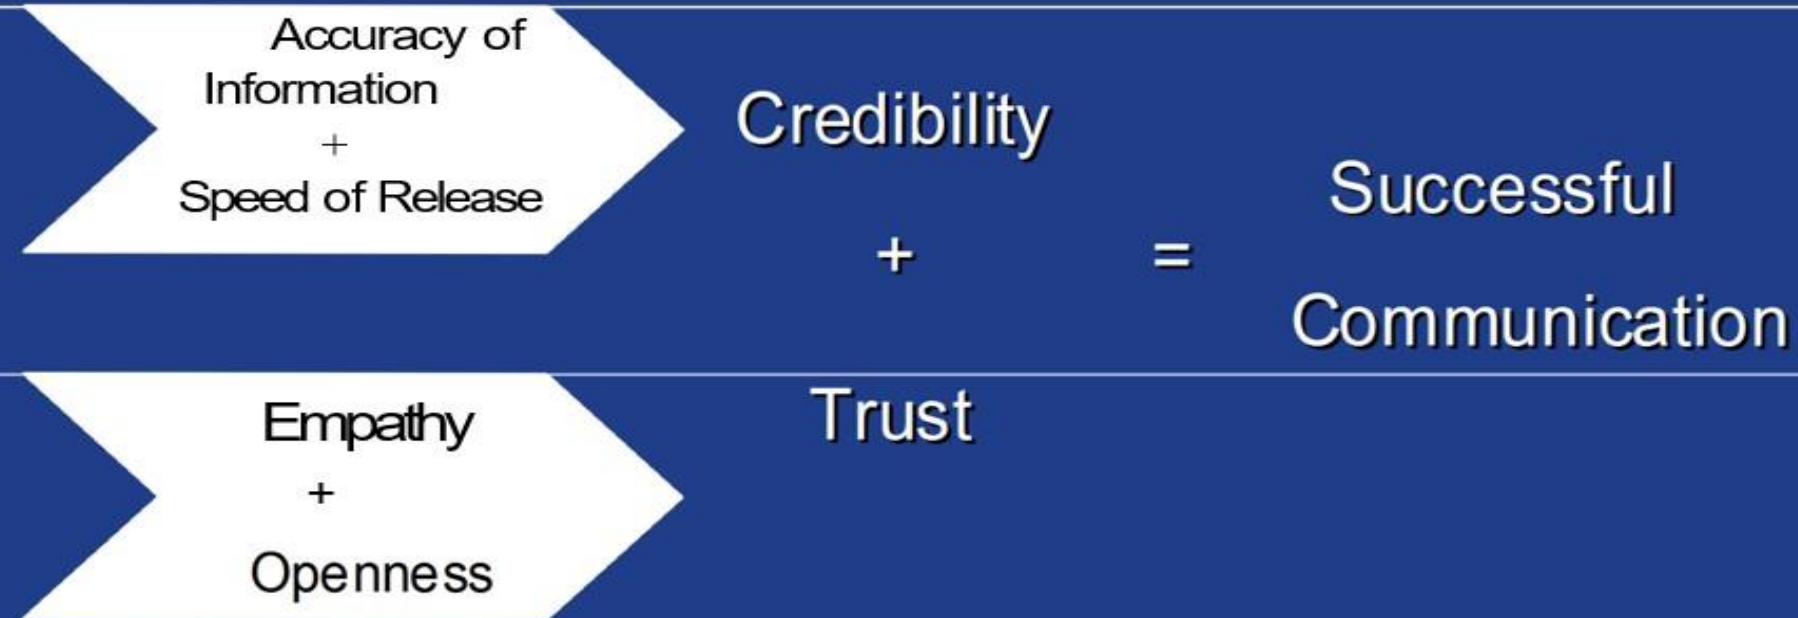 Accuracy of
Information
+
Speed of Release
Credibility
+
=
Successful
Communication
Empathy
+
Openness
Trust